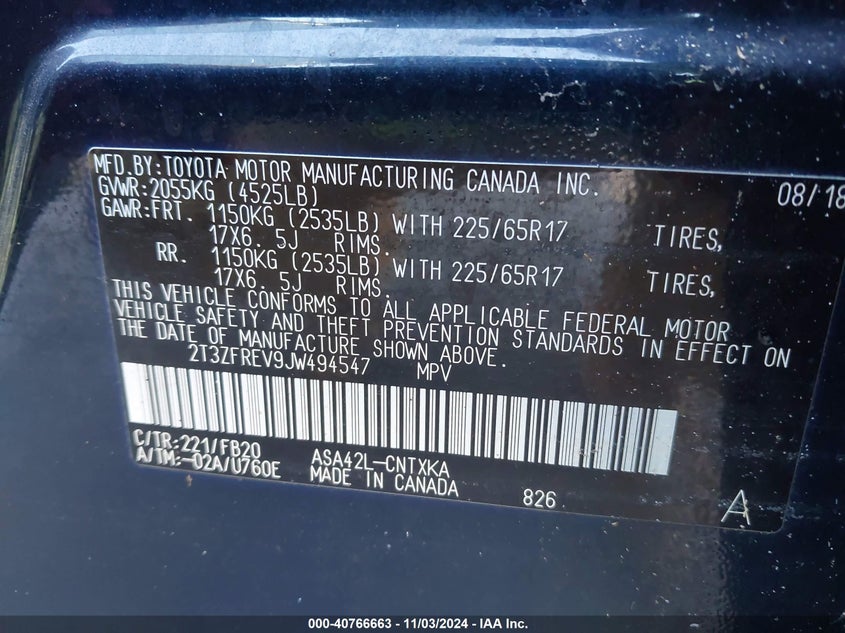 MFD.BY:TOYOTA MOTOR MANUFACTURING CANADA INC. 08/18
GVWR:2055KG (4525LB)
GAWR:FRT. 1150KG (2535LB) WITH 225/65R17 TIRES,
17X6. 5J RIMS.
RR. 1150KG (2535LB) WITH 225/65R17 TIRES,
17X6. 5J RIMS.
THIS VEHICLE CONFORMS TO ALL APPLICABLE FEDERAL MOTOR
VEHICLE SAFETY AND THEFT PREVENTION STANDARDS IN EFFECT ON
THE DATE OF MANUFACTURE SHOWN ABOVE.
2T3ZFREV9JW494547 MPV
C/TR:221/FB20 ASA42L-CNTXKA
A/TM:-02A/U760E MADE IN CANADA 826 A
000-40766663 - 11/03/2024 - IAA Inc.